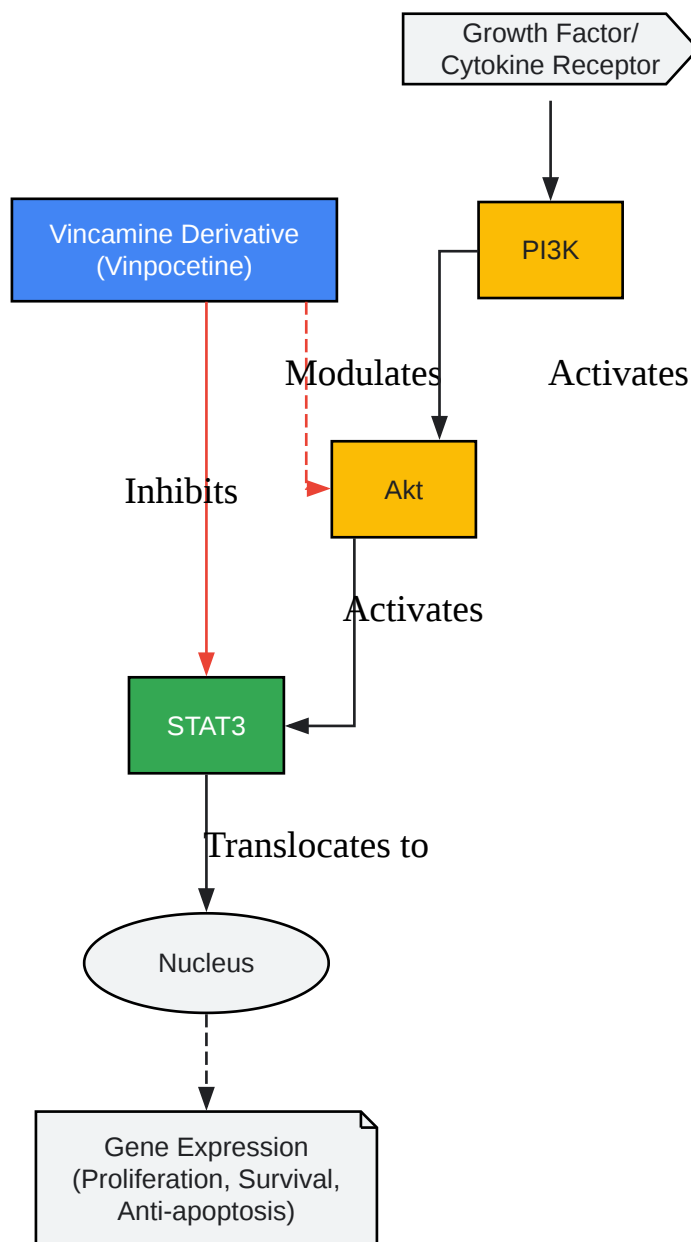 Growth Factor/
Cytokine Receptor
Vincamine Derivative
(Vinpocetine)
PI3K
Modulates
Activates
Inhibits
Akt
Activates
STAT3
Translocates to
Nucleus
Gene Expression
(Proliferation, Survival,
Anti-apoptosis)